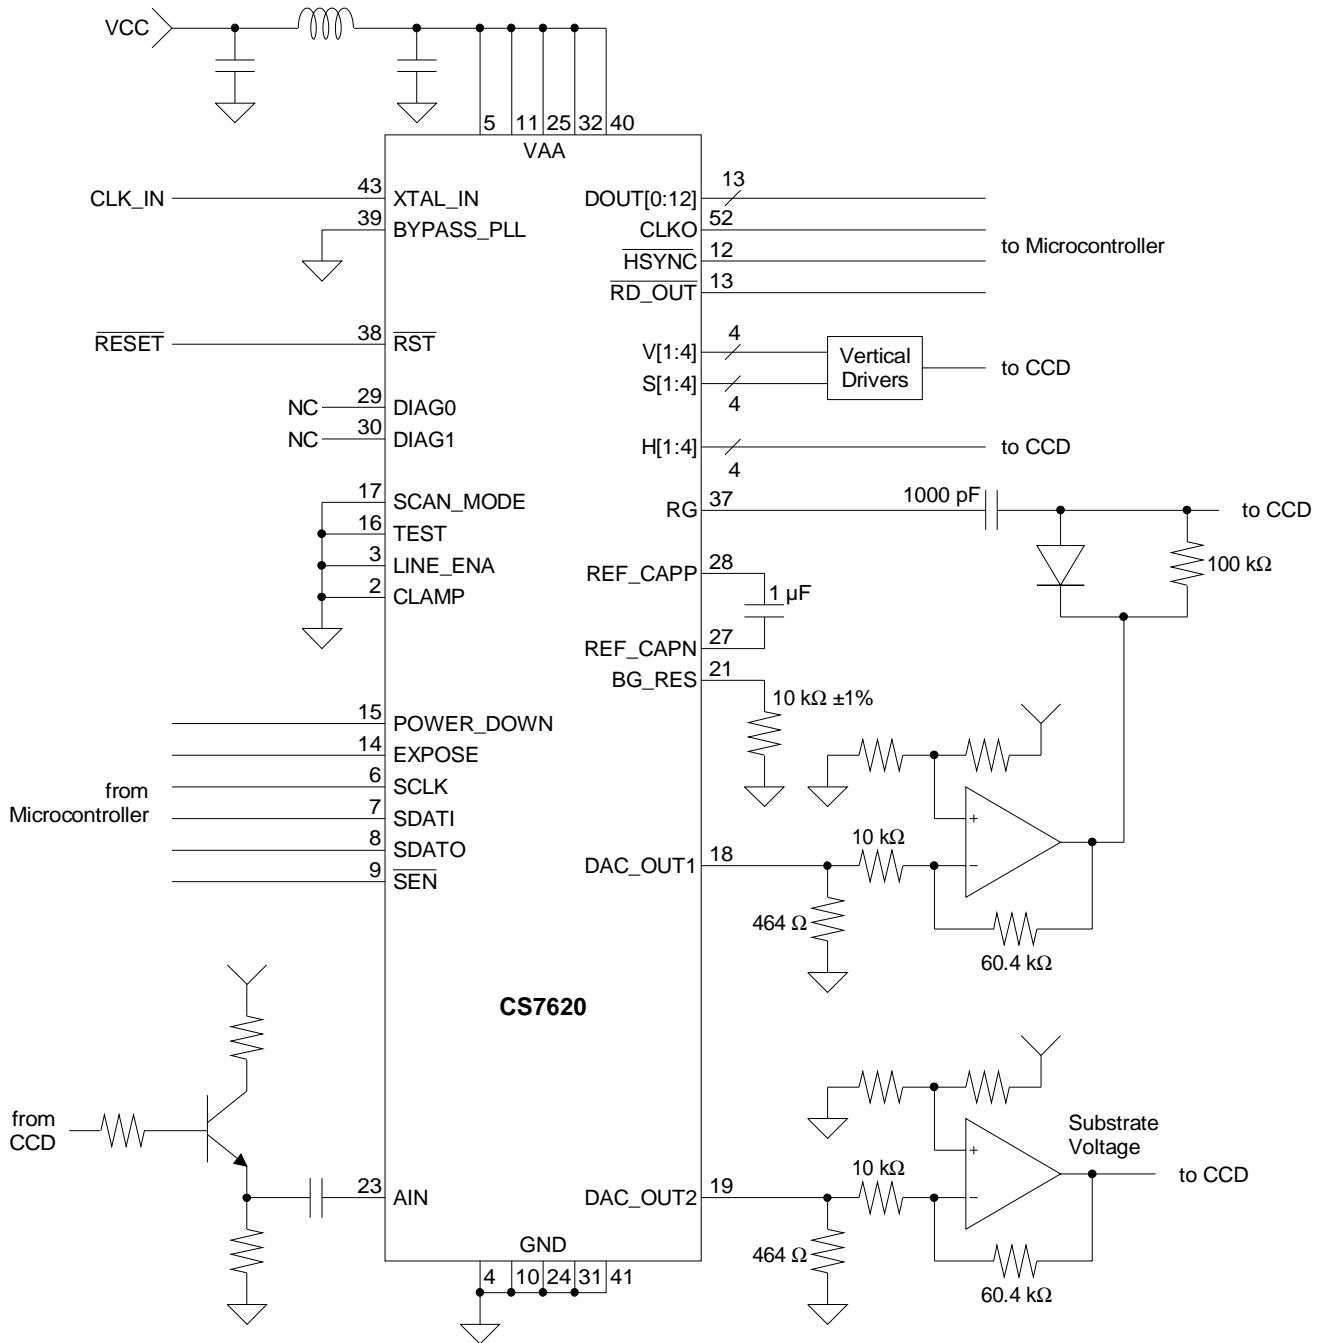 VCC
5 11 25 32 40
VAA
CLK_IN 43 XTAL_IN
39 BYPASS_PLL
RESET 38 RST
NC 29 DIAG0
NC 30 DIAG1
17 SCAN_MODE
16 TEST
3 LINE_ENA
2 CLAMP
15 POWER_DOWN
14 EXPOSE
from
Microcontroller
6 SCLK
7 SDATI
8 SDATO
9 SEN
from
CCD
23 AIN
CS7620
GND
4 10 24 31 41
DOUT[0:12] 13
CLKO 52
HSYNC 12
RD_OUT 13
to Microcontroller
V[1:4] 4
S[1:4] 4
Vertical
Drivers
to CCD
H[1:4] 4
to CCD
RG 37
1000 pF
to CCD
100 kΩ
REF_CAPP 28
1 µF
REF_CAPN 27
BG_RES 21
10 kΩ ±1%
+
−
DAC_OUT1 18
10 kΩ
464 Ω
60.4 kΩ
+
−
Substrate
Voltage
to CCD
DAC_OUT2 19
10 kΩ
464 Ω
60.4 kΩ